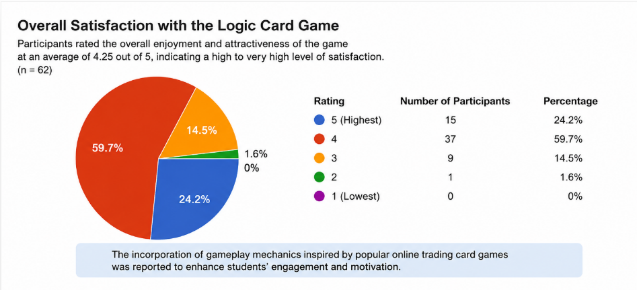 Overall Satisfaction with the Logic Card Game
Participants rated the overall enjoyment and attractiveness of the game
at an average of 4.25 out of 5, indicating a high to very high level of satisfaction.
(n = 62)
14.5%
59.7%
1.6%
0%
24.2%
Rating Number of Participants Percentage
5 (Highest) 15 24.2%
4 37 59.7%
3 9 14.5%
2 1 1.6%
1 (Lowest) 0 0%
The incorporation of gameplay mechanics inspired by popular online trading card games
was reported to enhance students' engagement and motivation.